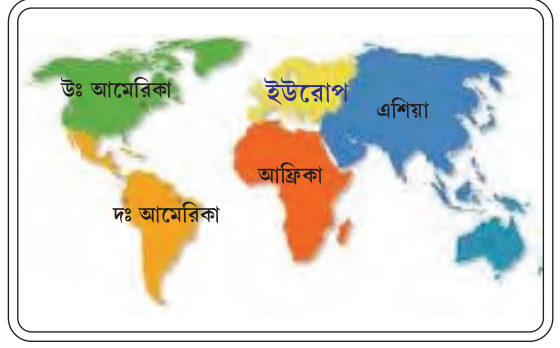 উঃ আমেরিকা
ইউরোপ
এশিয়া
আফ্রিকা
দঃ আমেরিকা